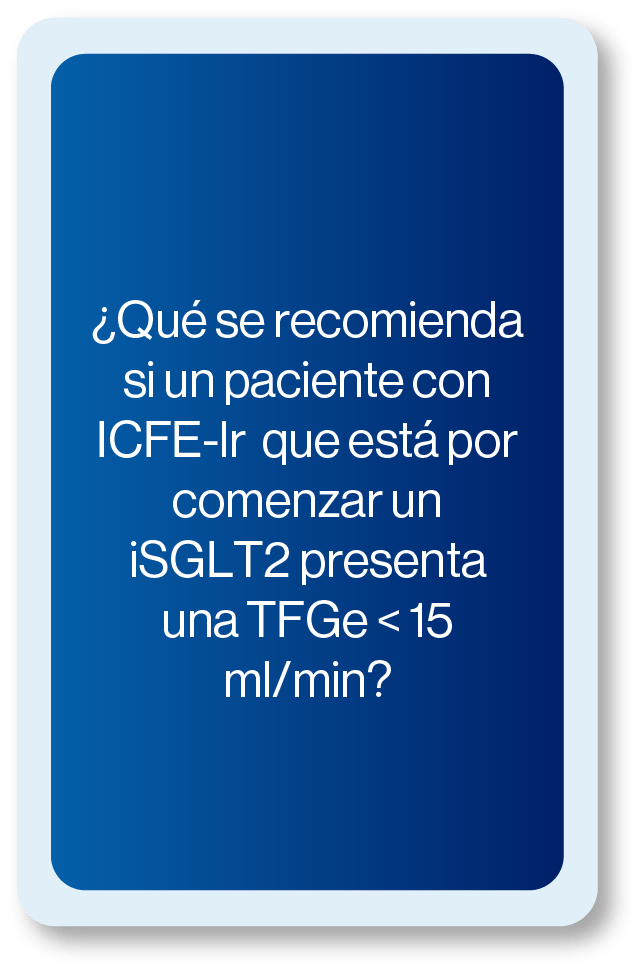 ¿Qué se recomienda
si un paciente con
ICFE-Ir que está por
comenzar un
iSGLT2 presenta
una TFGe < 15
ml/min?